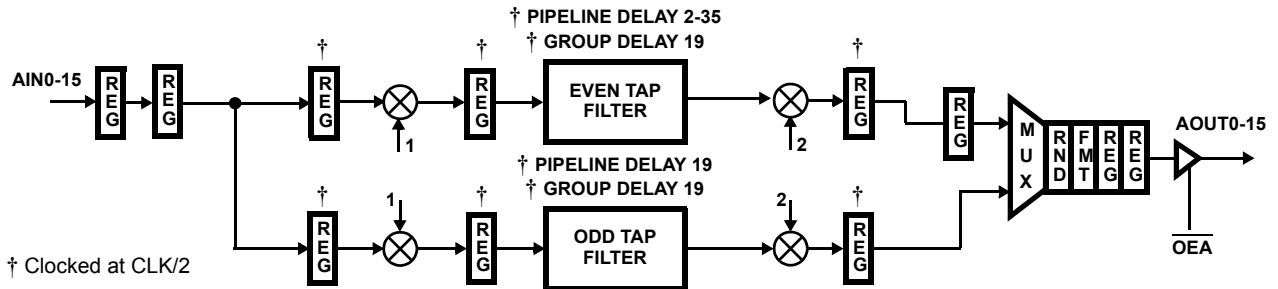 † PIPELINE DELAY 2-35
† GROUP DELAY 19
AIN0-15
REG
REG
†
REG
1
†
REG
EVEN TAP
FILTER
2
†
REG
REG
MUX
RND
FMT
REG
REG
AOUT0-15
OEA
† PIPELINE DELAY 19
† GROUP DELAY 19
†
REG
1
†
REG
ODD TAP
FILTER
2
†
REG
† Clocked at CLK/2